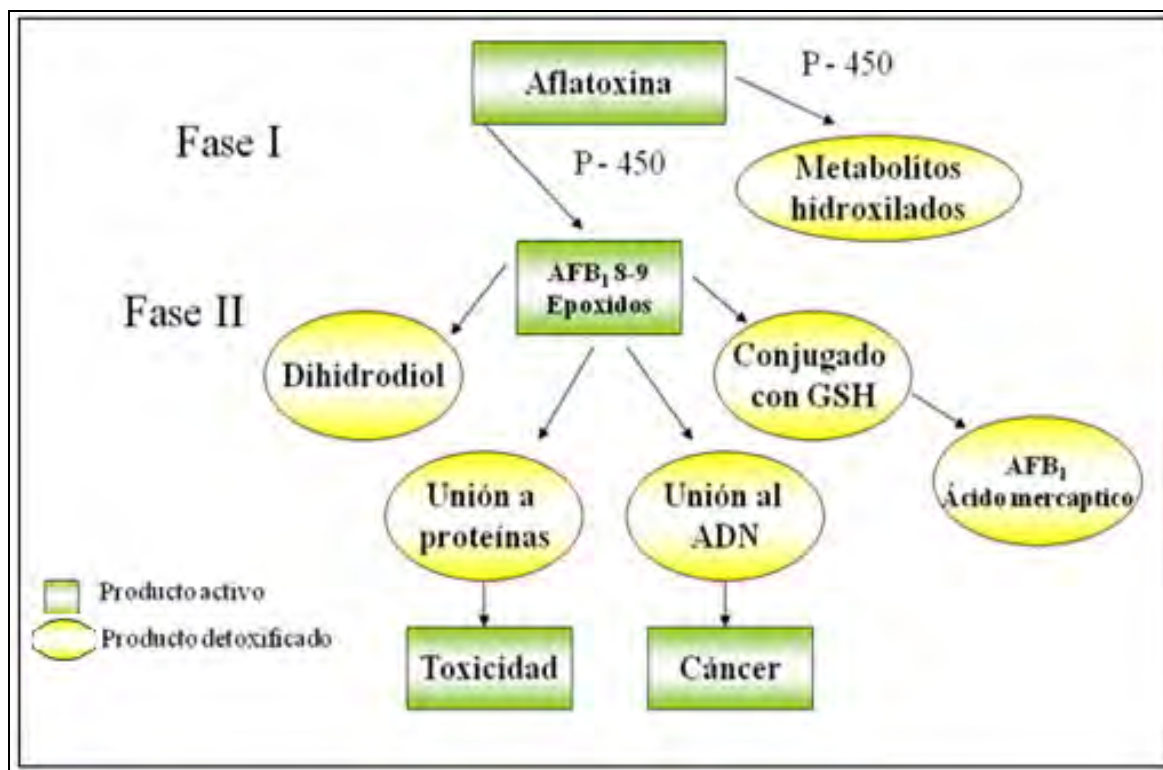 Aflatoxina
P - 450
Fase I
P - 450
Metabolitos
hidroxilados
AFB1 8-9
Epoxidos
Fase II
Dihidrodiol
Conjugado
con GSH
AFB1
Ácido mercaptico
Unión a
proteínas
Unión al
ADN
Producto activo
Producto detoxificado
Toxicidad
Cáncer